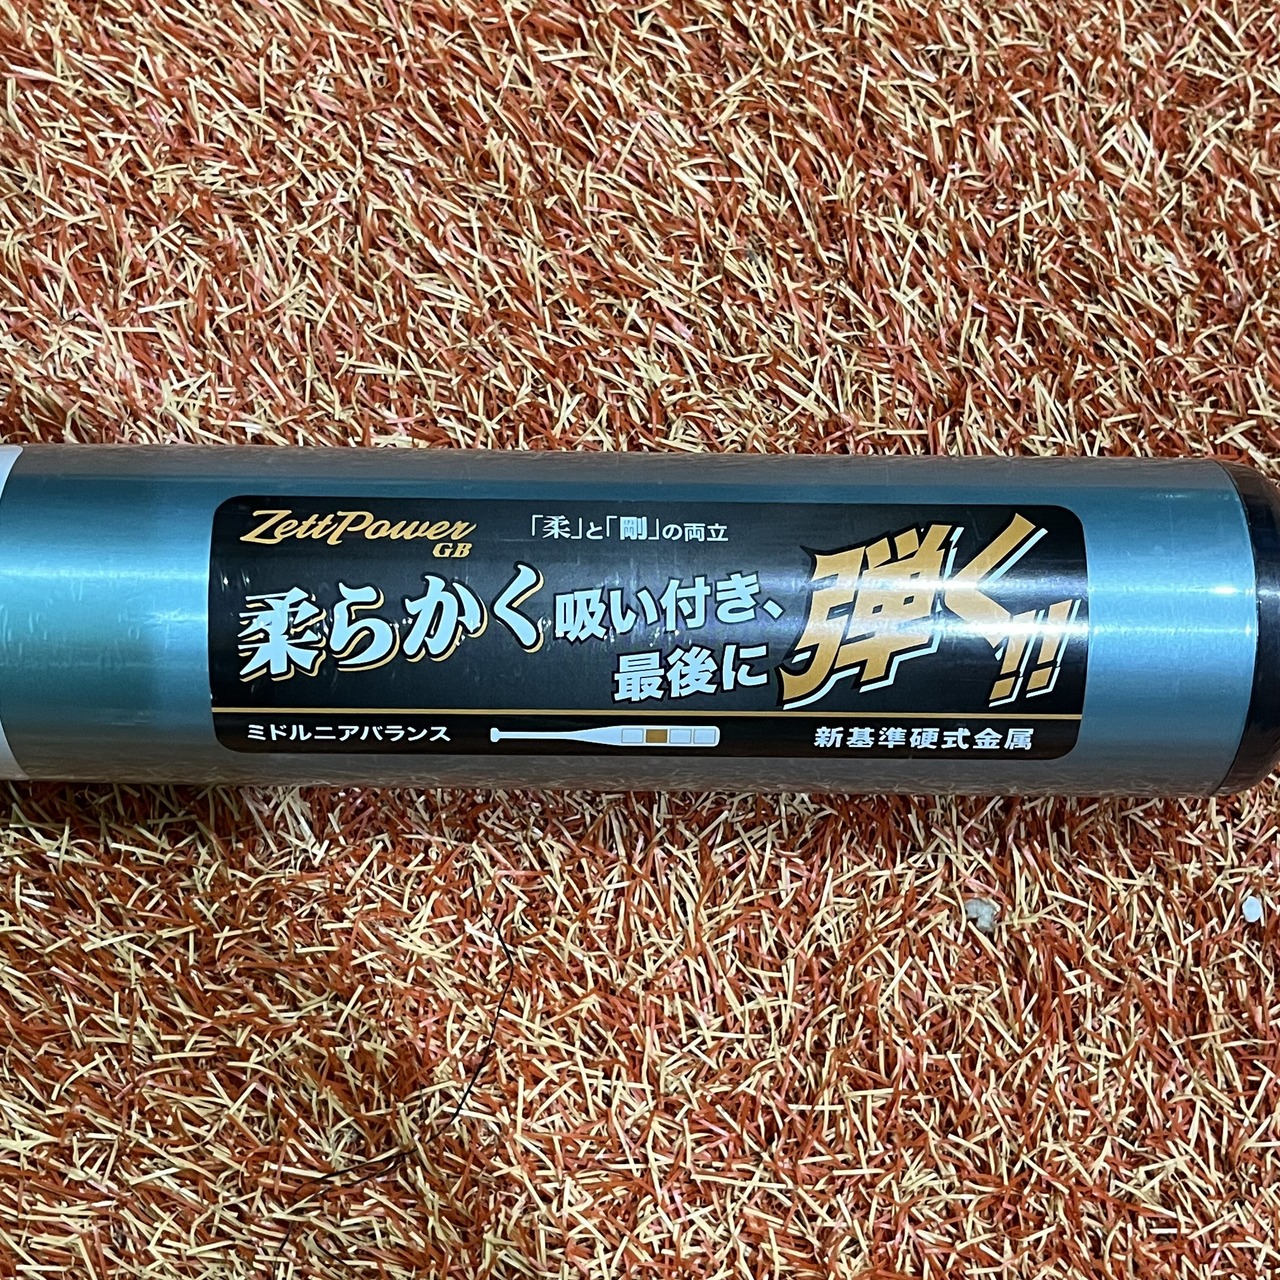 ZettPower
GB
「柔」と「剛」の両立
柔らかく吸い付き、
最後に弾く!!
ミドルニアバランス
新基準硬式金属